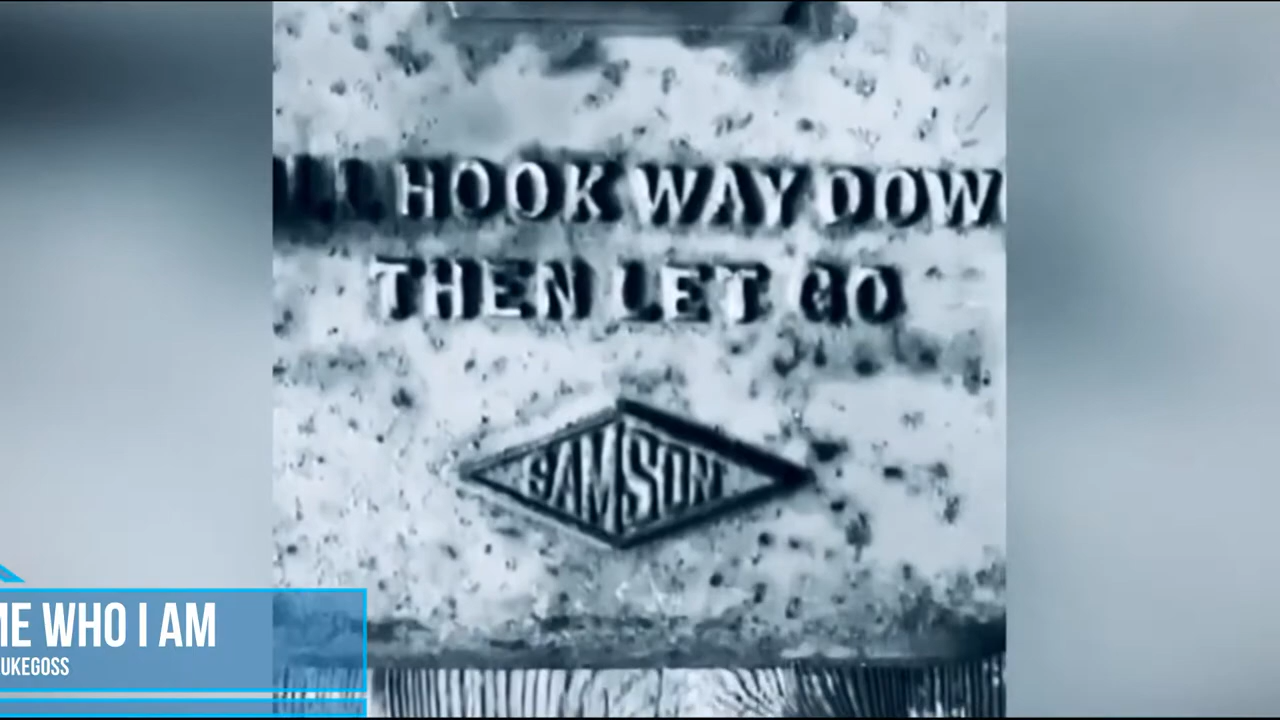 HOOK WAY DOW
THEN LET GO
SAMSON
ME WHO I AM
UKEGOSS